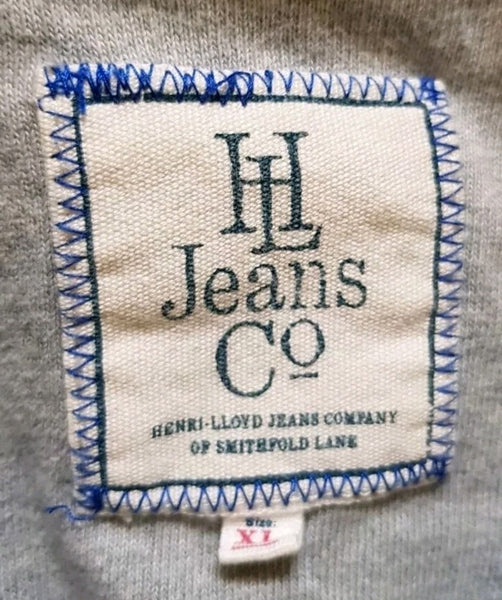 HL
Jeans
Co
HENRI-LLOYD JEANS COMPANY
OF SMITHFOLD LANE
SIZE:
XL